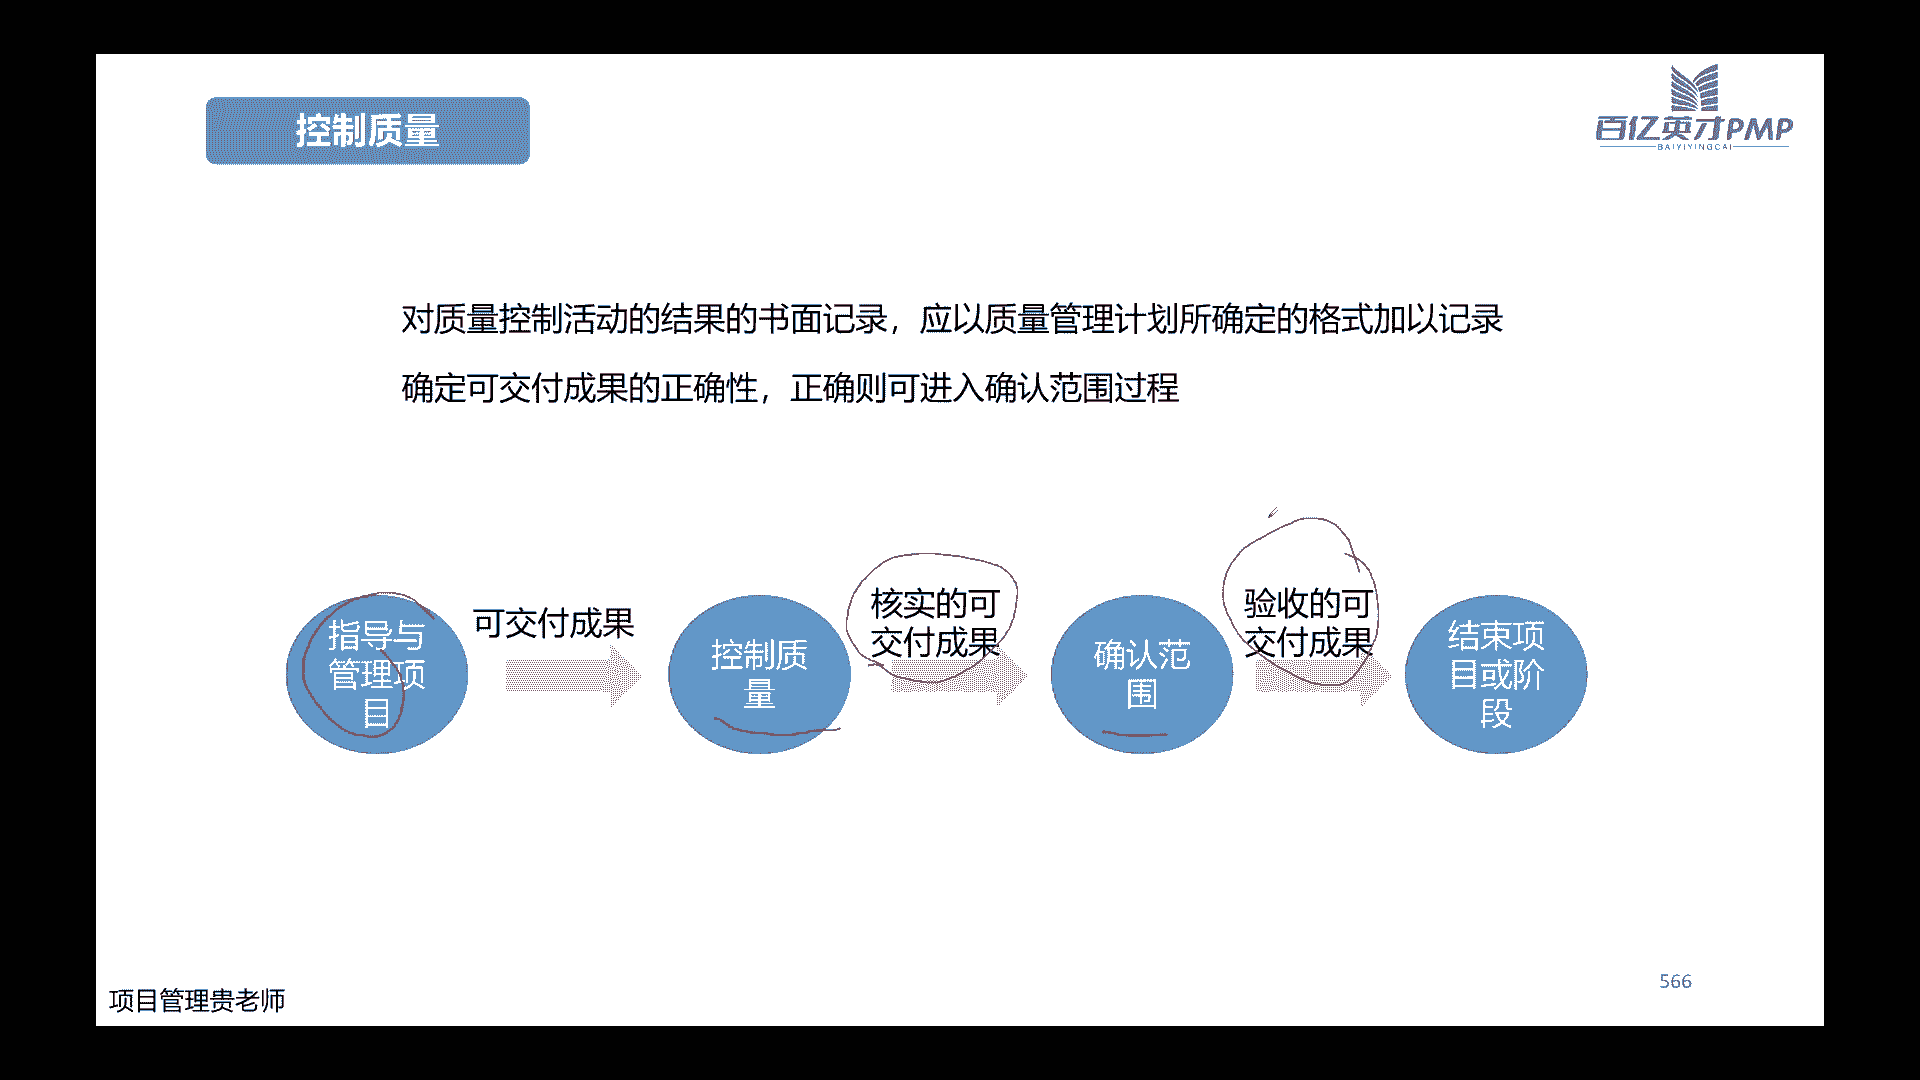 控制质量
百亿英才PMP
BAIYIYINGCAI
对质量控制活动的结果的书面记录，应以质量管理计划所确定的格式加以记录
确定可交付成果的正确性，正确则可进入确认范围过程
指导与
管理项
目
可交付成果
控制质
量
核实的可
交付成果
确认范
围
验收的可
交付成果
结束项
目或阶
段
566
项目管理贵老师